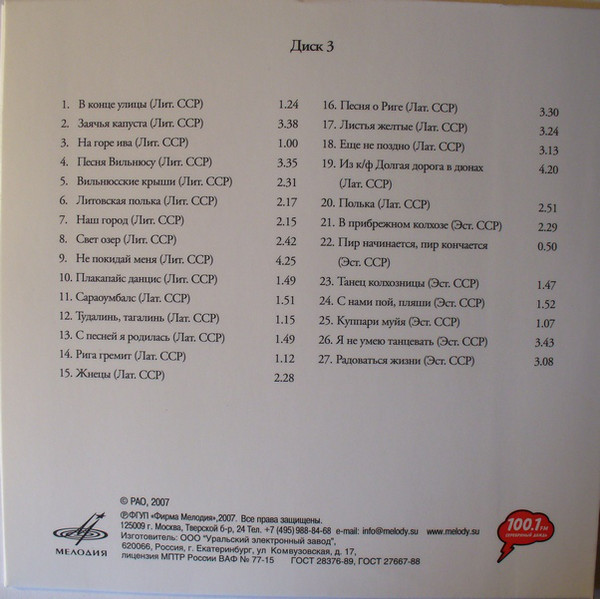 Диск 3
1. В конце улицы (Лит. ССР) 1.24
2. Заячья капуста (Лит. ССР) 3.38
3. На горе ива (Лит. ССР) 1.00
4. Песня Вильнюсу (Лит. ССР) 3.35
5. Вильнюсские крыши (Лит. ССР) 2.31
6. Литовская полька (Лит. ССР) 2.17
7. Наш город (Лит. ССР) 2.15
8. Свет озер (Лит. ССР) 2.42
9. Не покидай меня (Лит. ССР) 4.25
10. Плакапайс данцис (Лат. ССР) 1.49
11. Сараоумбалс (Лат. ССР) 1.51
12. Тудалинь, тагалинь (Лат. ССР) 1.15
13. С песней я родилась (Лат. ССР) 1.49
14. Рига гремит (Лат. ССР) 1.12
15. Жнецы (Лат. ССР) 2.28
16. Песня о Риге (Лат. ССР) 3.30
17. Листья желтые (Лат. ССР) 3.24
18. Еще не поздно (Лат. ССР) 3.13
19. Из к/ф Долгая дорога в дюнах 4.20
(Лат. ССР)
20. Полька (Лат. ССР) 2.51
21. В прибрежном колхозе (Эст. ССР) 2.29
22. Пир начинается, пир кончается 0.50
(Эст. ССР)
23. Танец колхозницы (Эст. ССР) 1.47
24. С нами пой, пляши (Эст. ССР) 1.52
25. Куппари муйя (Эст. ССР) 1.07
26. Я не умею танцевать (Эст. ССР) 3.43
27. Радоваться жизни (Эст. ССР) 3.08
© РАО, 2007
℗ФГУП «Фирма Мелодия»,2007. Все права защищены.
125009 г. Москва, Тверской б-р, 24 Тел. +7 (495) 988-84-68 e-mail: info@melody.su www.melody.su
Изготовитель: ООО "Уральский электронный завод",
620066, Россия, г. Екатеринбург, ул Комвузовская, д. 17,
лицензия МПТР России ВАФ № 77-15 ГОСТ 28376-89, ГОСТ 27667-88
МЕЛОДИЯ
100.1 FM
СЕРЕБРЯНЫЙ ДОЖДЬ